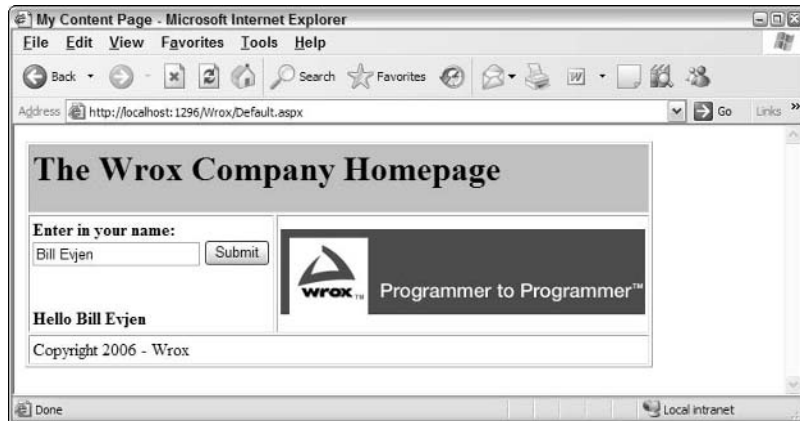 My Content Page - Microsoft Internet Explorer
File Edit View Favorites Tools Help
Back Search Favorites W
Address http://localhost:1296/Wrox/Default.aspx Go Links »
The Wrox Company Homepage
Enter in your name:
Bill Evjen Submit
wrox™ Programmer to Programmer™
Hello Bill Evjen
Copyright 2006 - Wrox
Done Local intranet